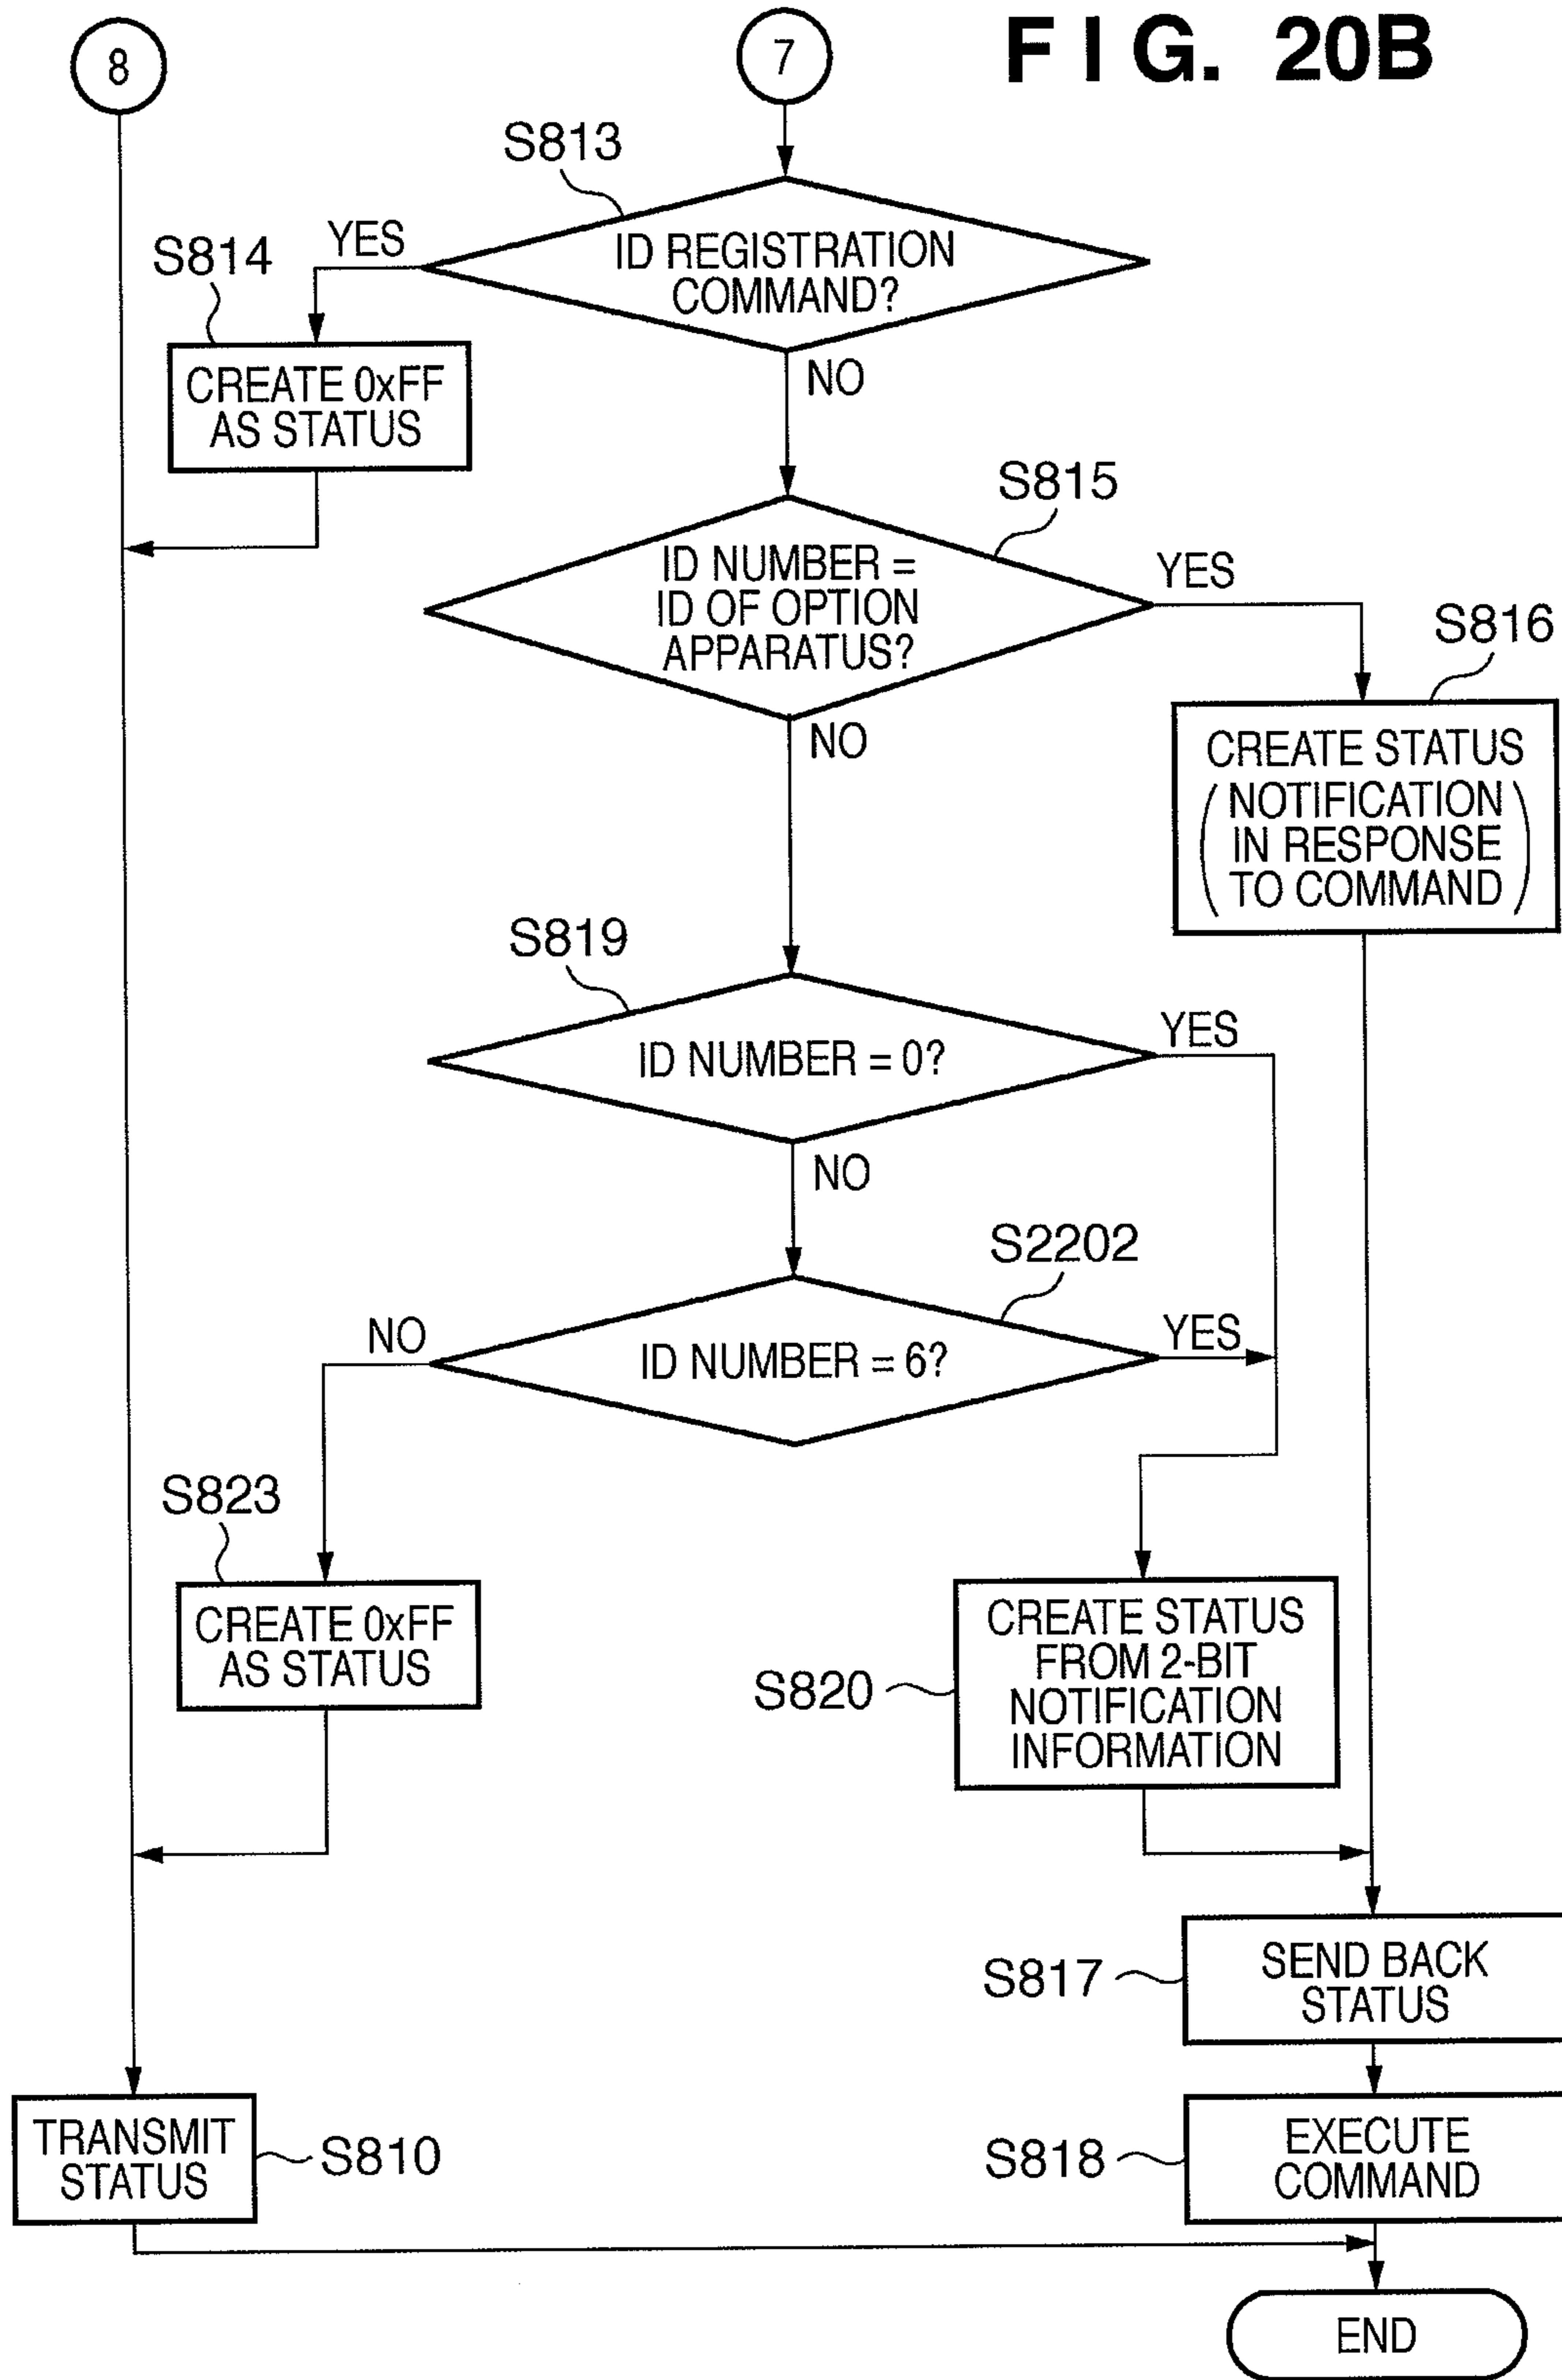 8
7
FIG. 20B
S813
YES
ID REGISTRATION
COMMAND?
S814
CREATE 0xFF
AS STATUS
NO
S815
ID NUMBER =
ID OF OPTION
APPARATUS?
YES
S816
NO
CREATE STATUS
(NOTIFICATION
IN RESPONSE
TO COMMAND)
S819
ID NUMBER = 0?
YES
NO
S2202
NO
ID NUMBER = 6?
YES
S823
CREATE 0xFF
AS STATUS
S820
CREATE STATUS
FROM 2-BIT
NOTIFICATION
INFORMATION
S817
SEND BACK
STATUS
TRANSMIT
STATUS
S810
S818
EXECUTE
COMMAND
END